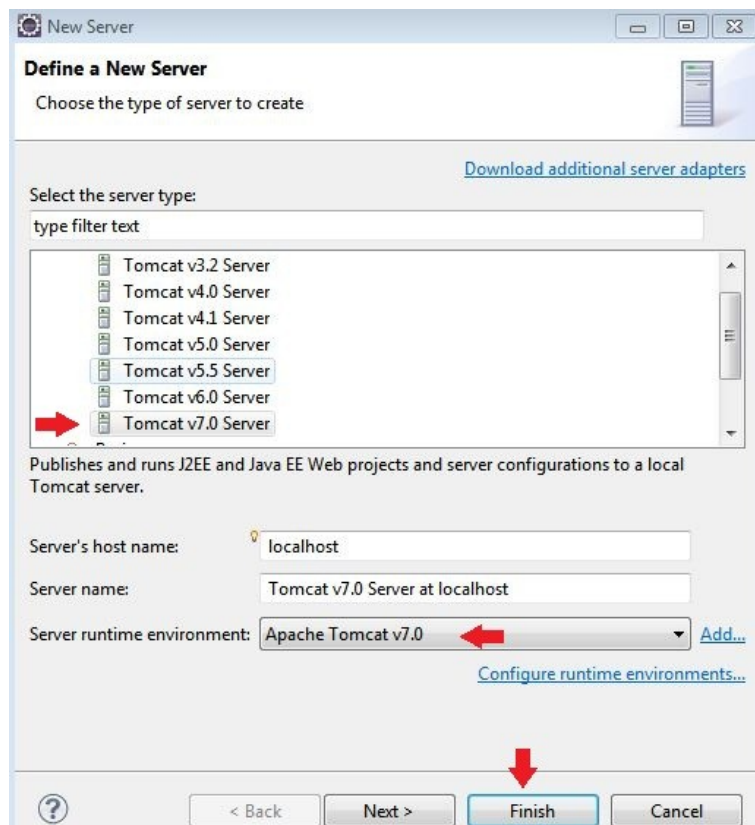 New Server
Define a New Server
Choose the type of server to create
Download additional server adapters
Select the server type:
type filter text
Tomcat v3.2 Server
Tomcat v4.0 Server
Tomcat v4.1 Server
Tomcat v5.0 Server
Tomcat v5.5 Server
Tomcat v6.0 Server
Tomcat v7.0 Server
Publishes and runs J2EE and Java EE Web projects and server configurations to a local
Tomcat server.
Server's host name: localhost
Server name: Tomcat v7.0 Server at localhost
Server runtime environment: Apache Tomcat v7.0 Add...
Configure runtime environments...
? < Back Next > Finish Cancel